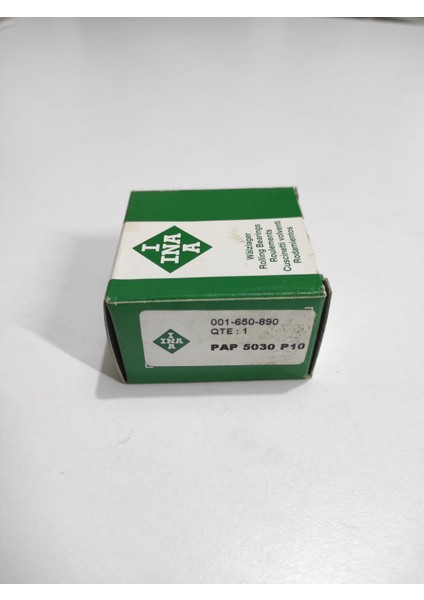 I
INA
A
Wälzlager
Rolling Bearings
Roulements
Cuscinetti volventi
Rodamientos
I
INA
A
001-650-890
QTE : 1
PAP 5030 P10